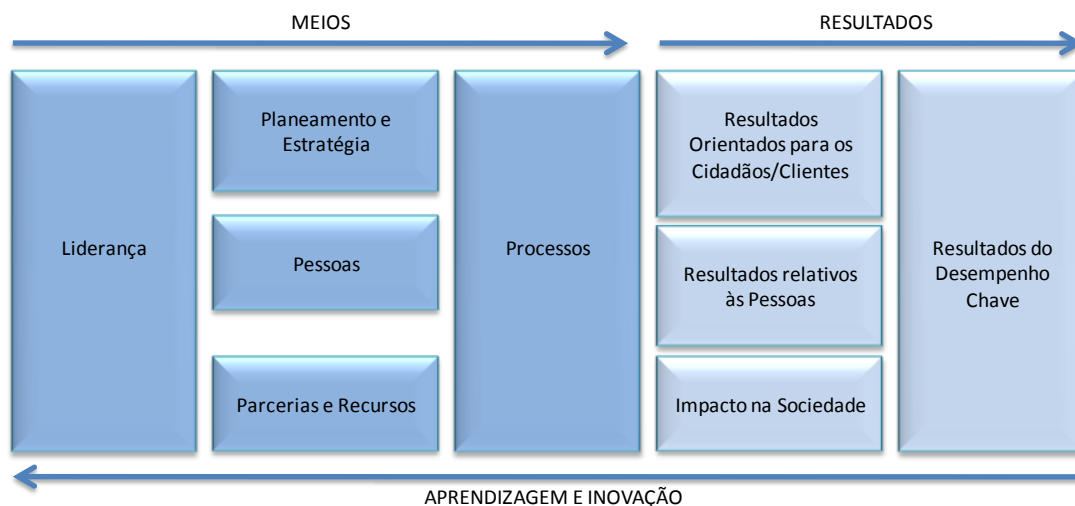 MEIOS
RESULTADOS
Liderança
Planeamento e
Estratégia
Pessoas
Parcerias e Recursos
Processos
Resultados
Orientados para os
Cidadãos/Clientes
Resultados relativos
às Pessoas
Impacto na Sociedade
Resultados do
Desempenho
Chave
APRENDIZAGEM E INOVAÇÃO